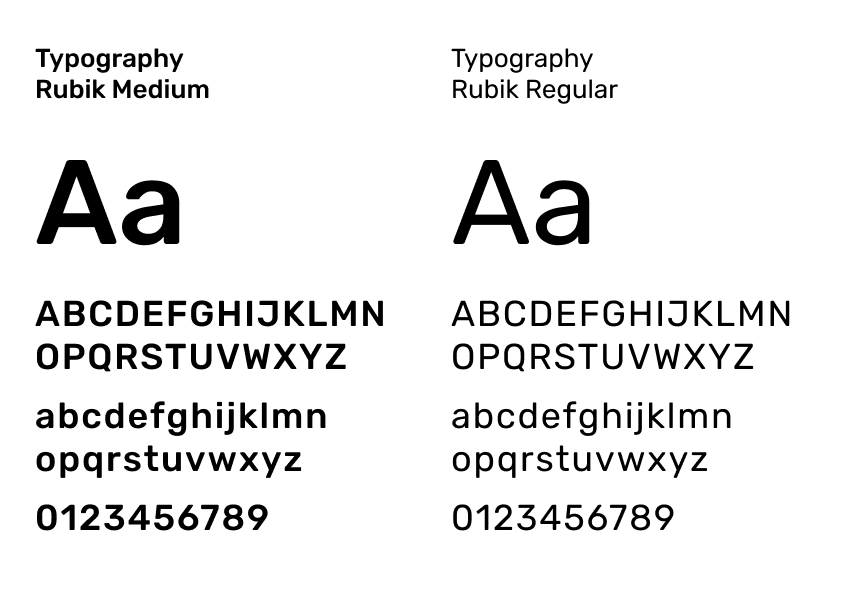 Typography
Rubik Medium
Aa
ABCDEFGHIJKLMN
OPQRSTUVWXYZ
abcdefghijklmn
opqrstuvwxyz
0123456789
Typography
Rubik Regular
Aa
ABCDEFGHIJKLMN
OPQRSTUVWXYZ
abcdefghijklmn
opqrstuvwxyz
0123456789